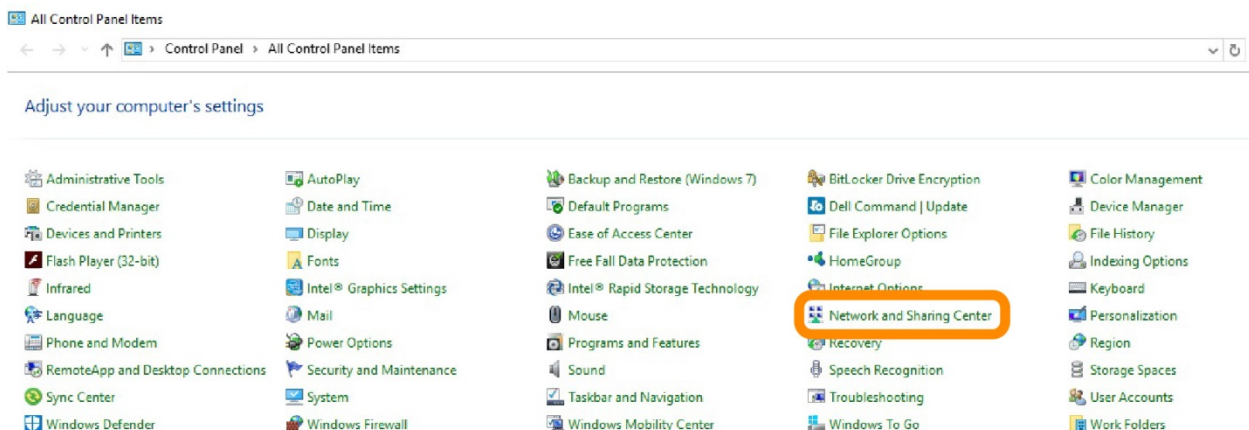 All Control Panel Items
Control Panel > All Control Panel Items
Adjust your computer's settings
Administrative Tools
AutoPlay
Backup and Restore (Windows 7)
BitLocker Drive Encryption
Color Management
Credential Manager
Date and Time
Default Programs
Dell Command | Update
Device Manager
Devices and Printers
Display
Ease of Access Center
File Explorer Options
File History
Flash Player (32-bit)
Fonts
Free Fall Data Protection
HomeGroup
Indexing Options
Infrared
Intel® Graphics Settings
Intel® Rapid Storage Technology
Internet Options
Keyboard
Language
Mail
Mouse
Network and Sharing Center
Personalization
Phone and Modem
Power Options
Programs and Features
Recovery
Region
RemoteApp and Desktop Connections
Security and Maintenance
Sound
Speech Recognition
Storage Spaces
Sync Center
System
Taskbar and Navigation
Troubleshooting
User Accounts
Windows Defender
Windows Firewall
Windows Mobility Center
Windows To Go
Work Folders